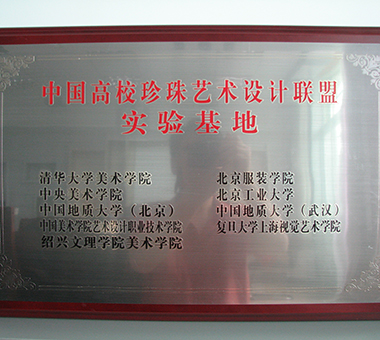 中国高校珍珠艺术设计联盟
实验基地
清华大学美术学院
中央美术学院
中国地质大学（北京）
中国美术学院艺术设计职业技术学院
绍兴文理学院美术学院
北京服装学院
北京工业大学
中国地质大学（武汉）
复旦大学上海视觉艺术学院